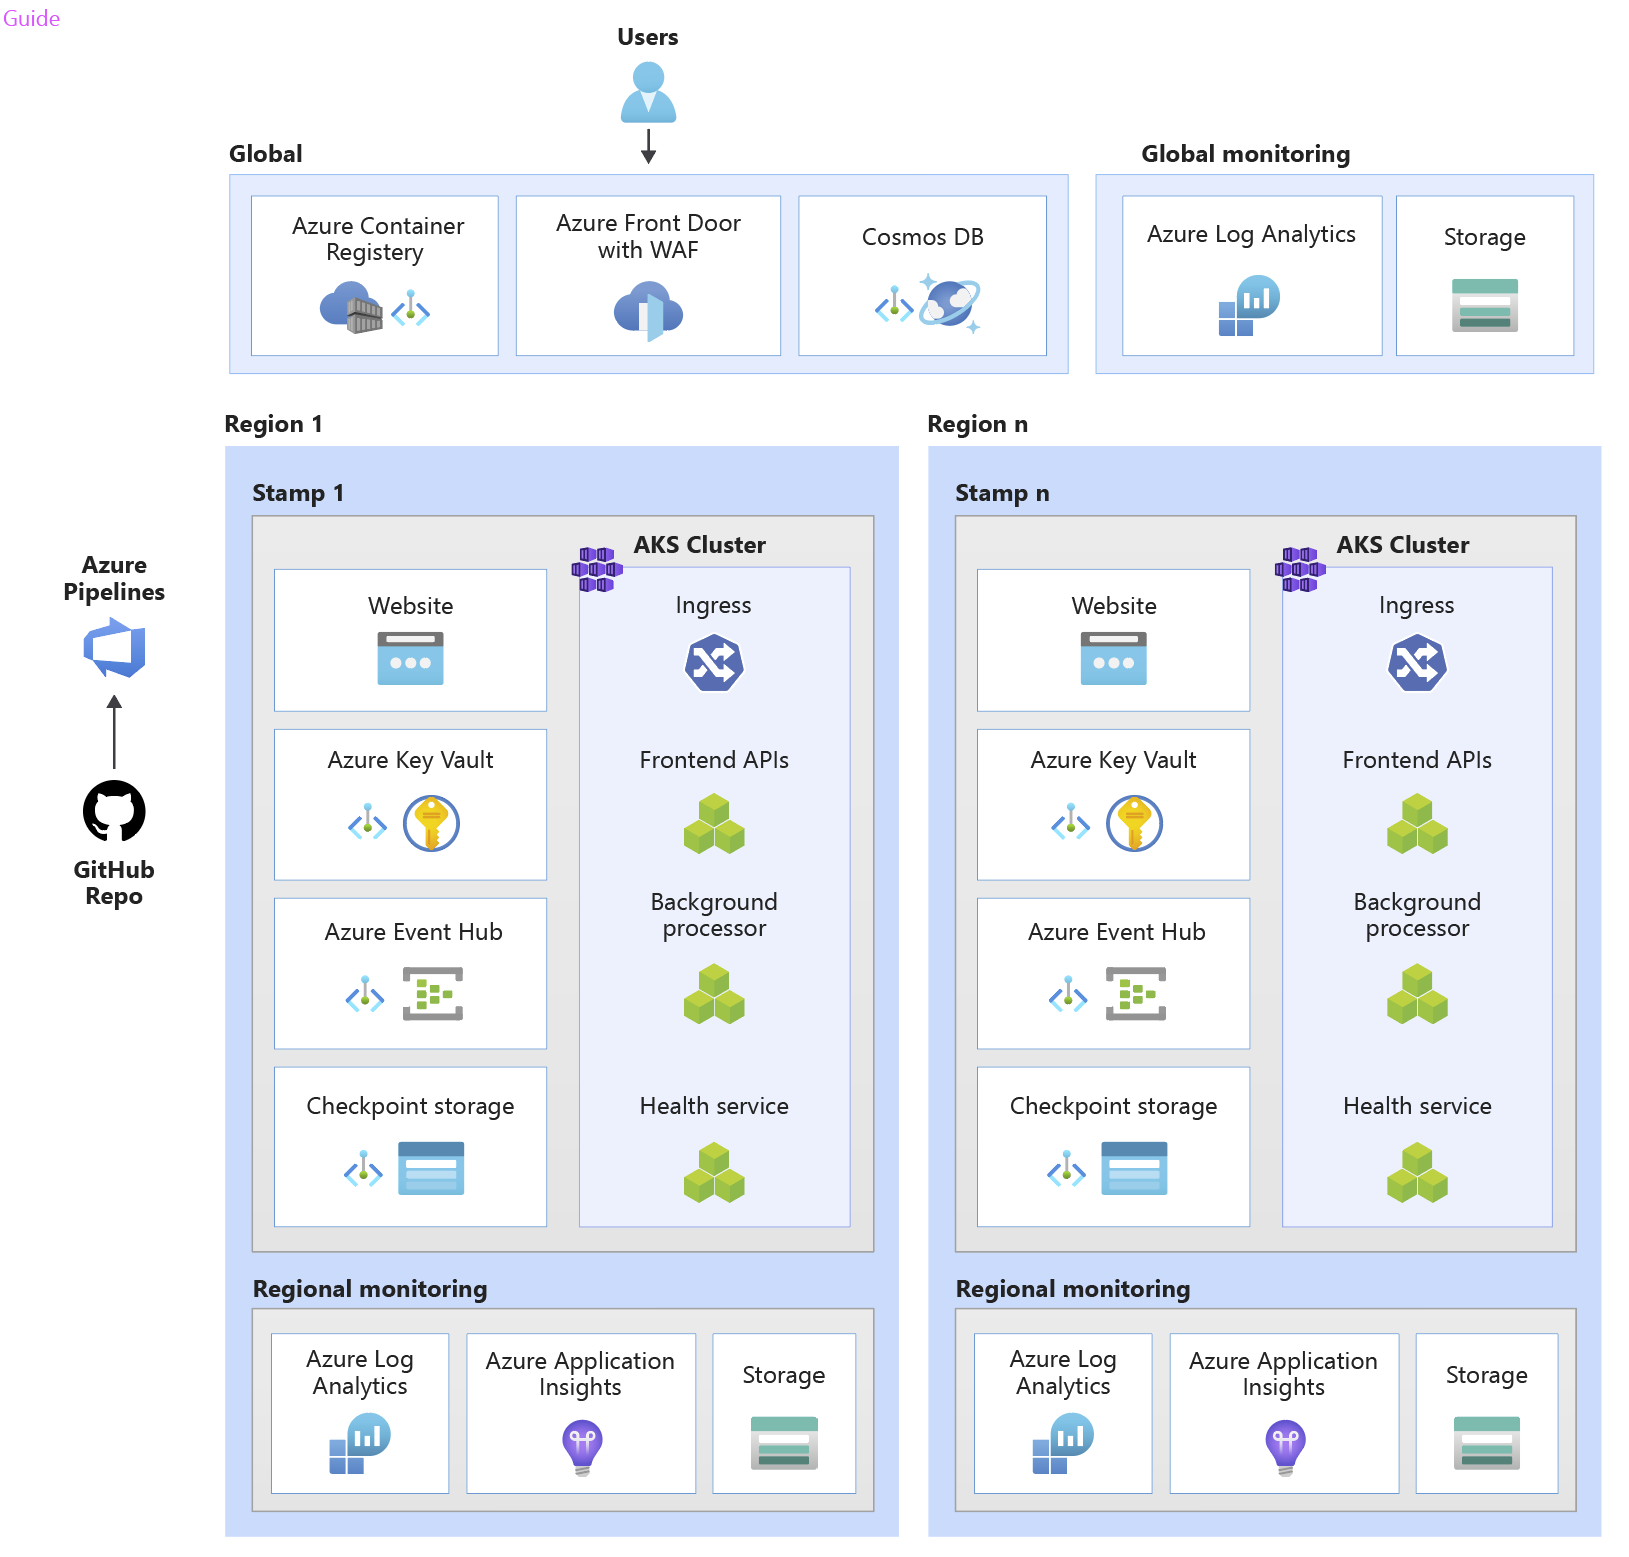 Guide
Users
Global
Global monitoring
Azure Container
Registery
Azure Front Door
with WAF
Cosmos DB
Azure Log Analytics
Storage
Region 1
Region n
Stamp 1
Stamp n
Azure
Pipelines
GitHub
Repo
AKS Cluster
Website
Ingress
Azure Key Vault
Frontend APIs
Azure Event Hub
Background
processor
Checkpoint storage
Health service
AKS Cluster
Website
Ingress
Azure Key Vault
Frontend APIs
Azure Event Hub
Background
processor
Checkpoint storage
Health service
Regional monitoring
Azure Log
Analytics
Azure Application
Insights
Storage
Regional monitoring
Azure Log
Analytics
Azure Application
Insights
Storage